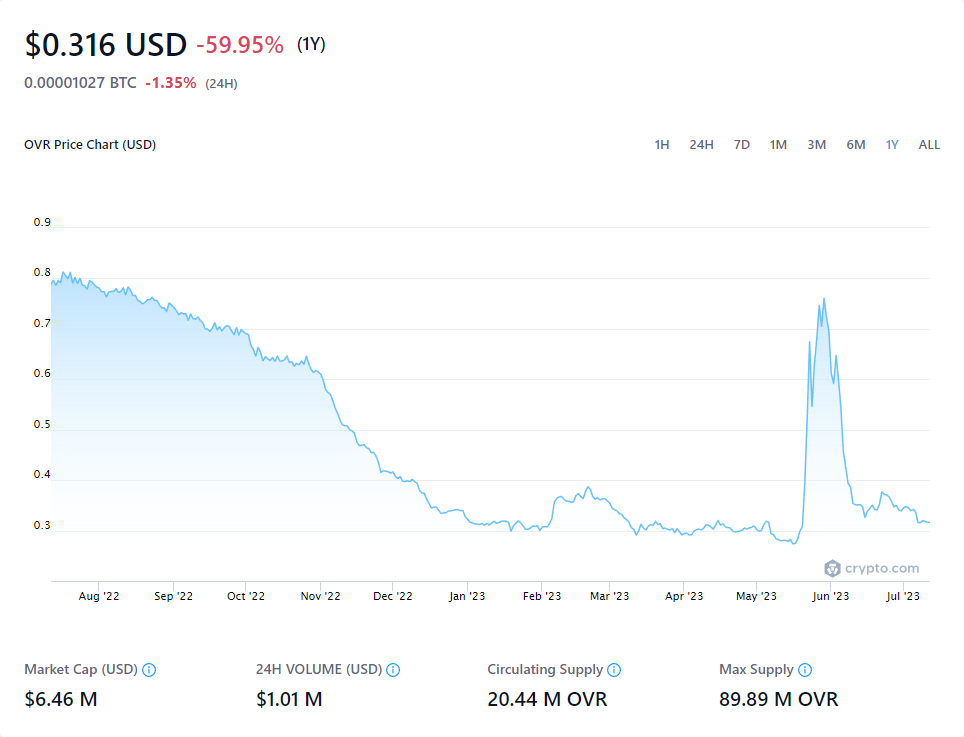 $0.316 USD -59.95% (1Y)
0.00001027 BTC -1.35% (24H)
OVR Price Chart (USD) 1H 24H 7D 1M 3M 6M 1Y ALL
0.9
0.8
0.7
0.6
0.5
0.4
0.3
crypto.com
Aug '22 Sep '22 Oct '22 Nov '22 Dec '22 Jan '23 Feb '23 Mar '23 Apr '23 May '23 Jun '23 Jul '23
Market Cap (USD) 24H VOLUME (USD) Circulating Supply Max Supply
$6.46 M $1.01 M 20.44 M OVR 89.89 M OVR